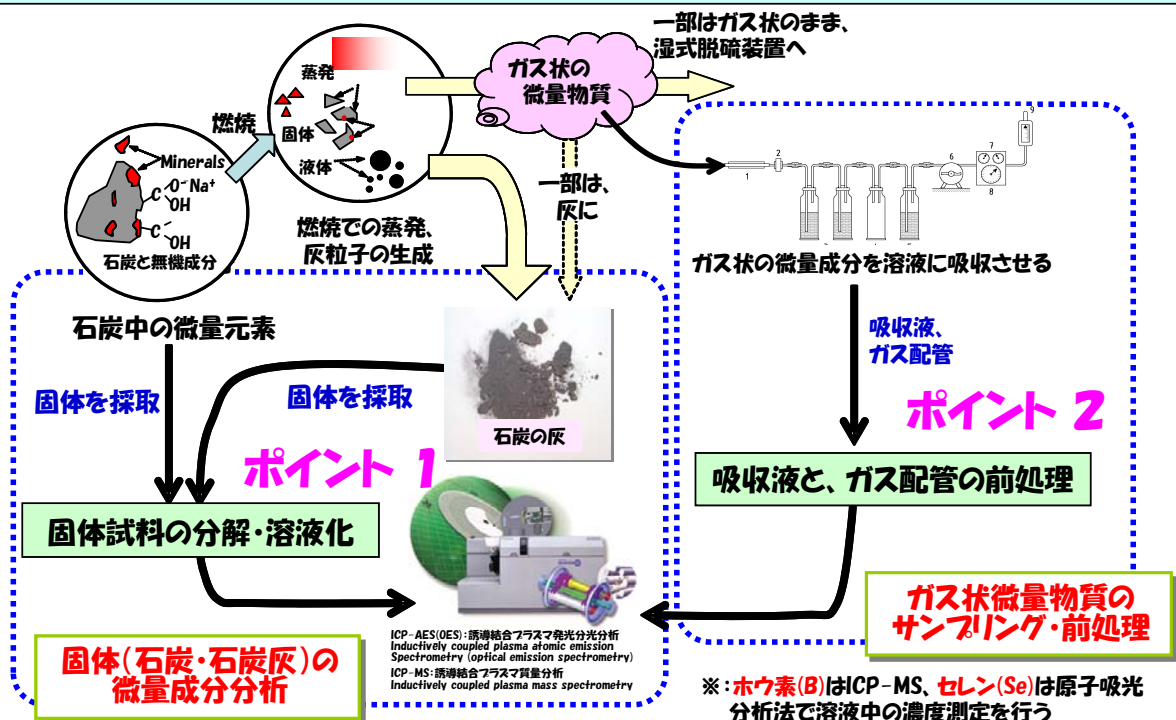 一部はガス状のまま、
湿式脱硫装置へ
ガス状の
微量物質
蒸発
固体
液体
燃焼
Minerals
O⁻Na⁺
C
OH
C
OH
石炭と無機成分
燃焼での蒸発、
灰粒子の生成
一部は、
灰に
1
2
6
7
8
9
ガス状の微量成分を溶液に吸収させる
石炭中の微量元素
固体を採取
固体を採取
石炭の灰
吸収液、
ガス配管
ポイント 1
ポイント 2
固体試料の分解・溶液化
吸収液と、ガス配管の前処理
ICP-AES(OES):誘導結合プラズマ発光分光分析
Inductively coupled plasma atomic emission
Spectrometry (optical emission spectrometry)
ICP-MS:誘導結合プラズマ質量分析
Inductively coupled plasma mass spectrometry
固体(石炭・石炭灰)の
微量成分分析
ガス状微量物質の
サンプリング・前処理
※:ホウ素(B)はICP-MS、セレン(Se)は原子吸光
分析法で溶液中の濃度測定を行う